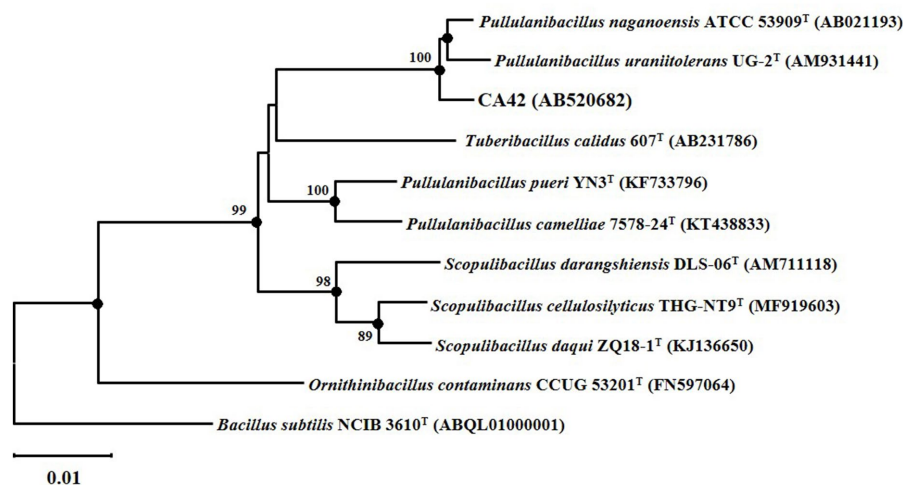 Pullulanibacillus naganoensis ATCC 53909ᵀ (AB021193)
100
Pullulanibacillus uraniitolerans UG-2ᵀ (AM931441)
CA42 (AB520682)
Tuberibacillus calidus 607ᵀ (AB231786)
100
Pullulanibacillus pueri YN3ᵀ (KF733796)
99
Pullulanibacillus camelliae 7578-24ᵀ (KT438833)
Scopulibacillus darangshiensis DLS-06ᵀ (AM711118)
98
Scopulibacillus cellulosilyticus THG-NT9ᵀ (MF919603)
89
Scopulibacillus daqui ZQ18-1ᵀ (KJ136650)
Ornithinibacillus contaminans CCUG 53201ᵀ (FN597064)
Bacillus subtilis NCIB 3610ᵀ (ABQL01000001)
0.01